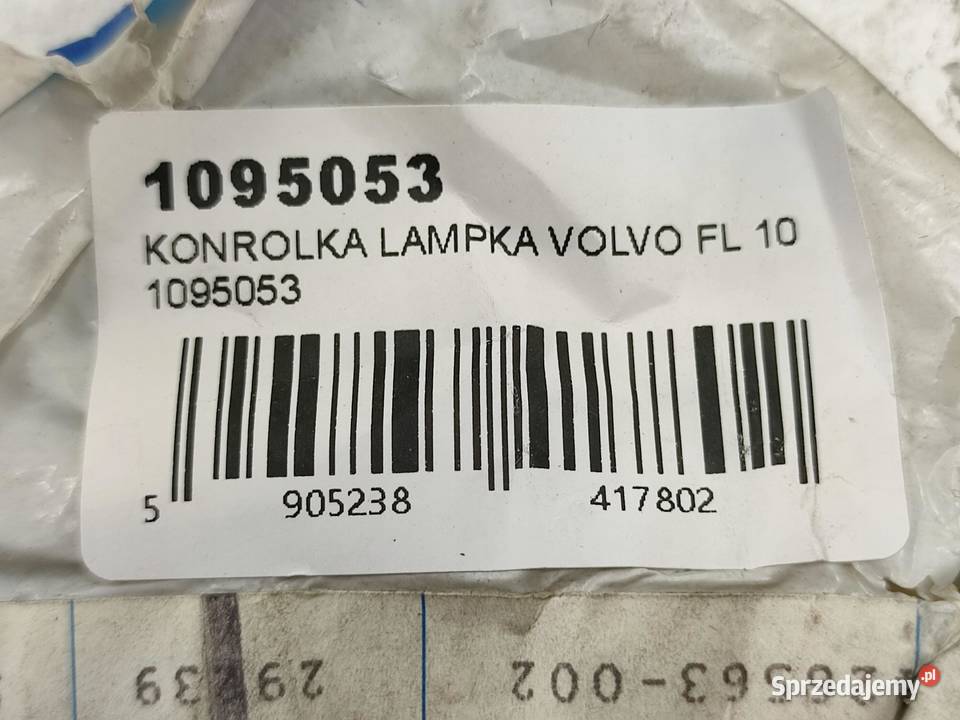 1095053
KONROLKA LAMPKA VOLVO FL 10
1095053
5 905238 417802
Sprzedajemy.pl